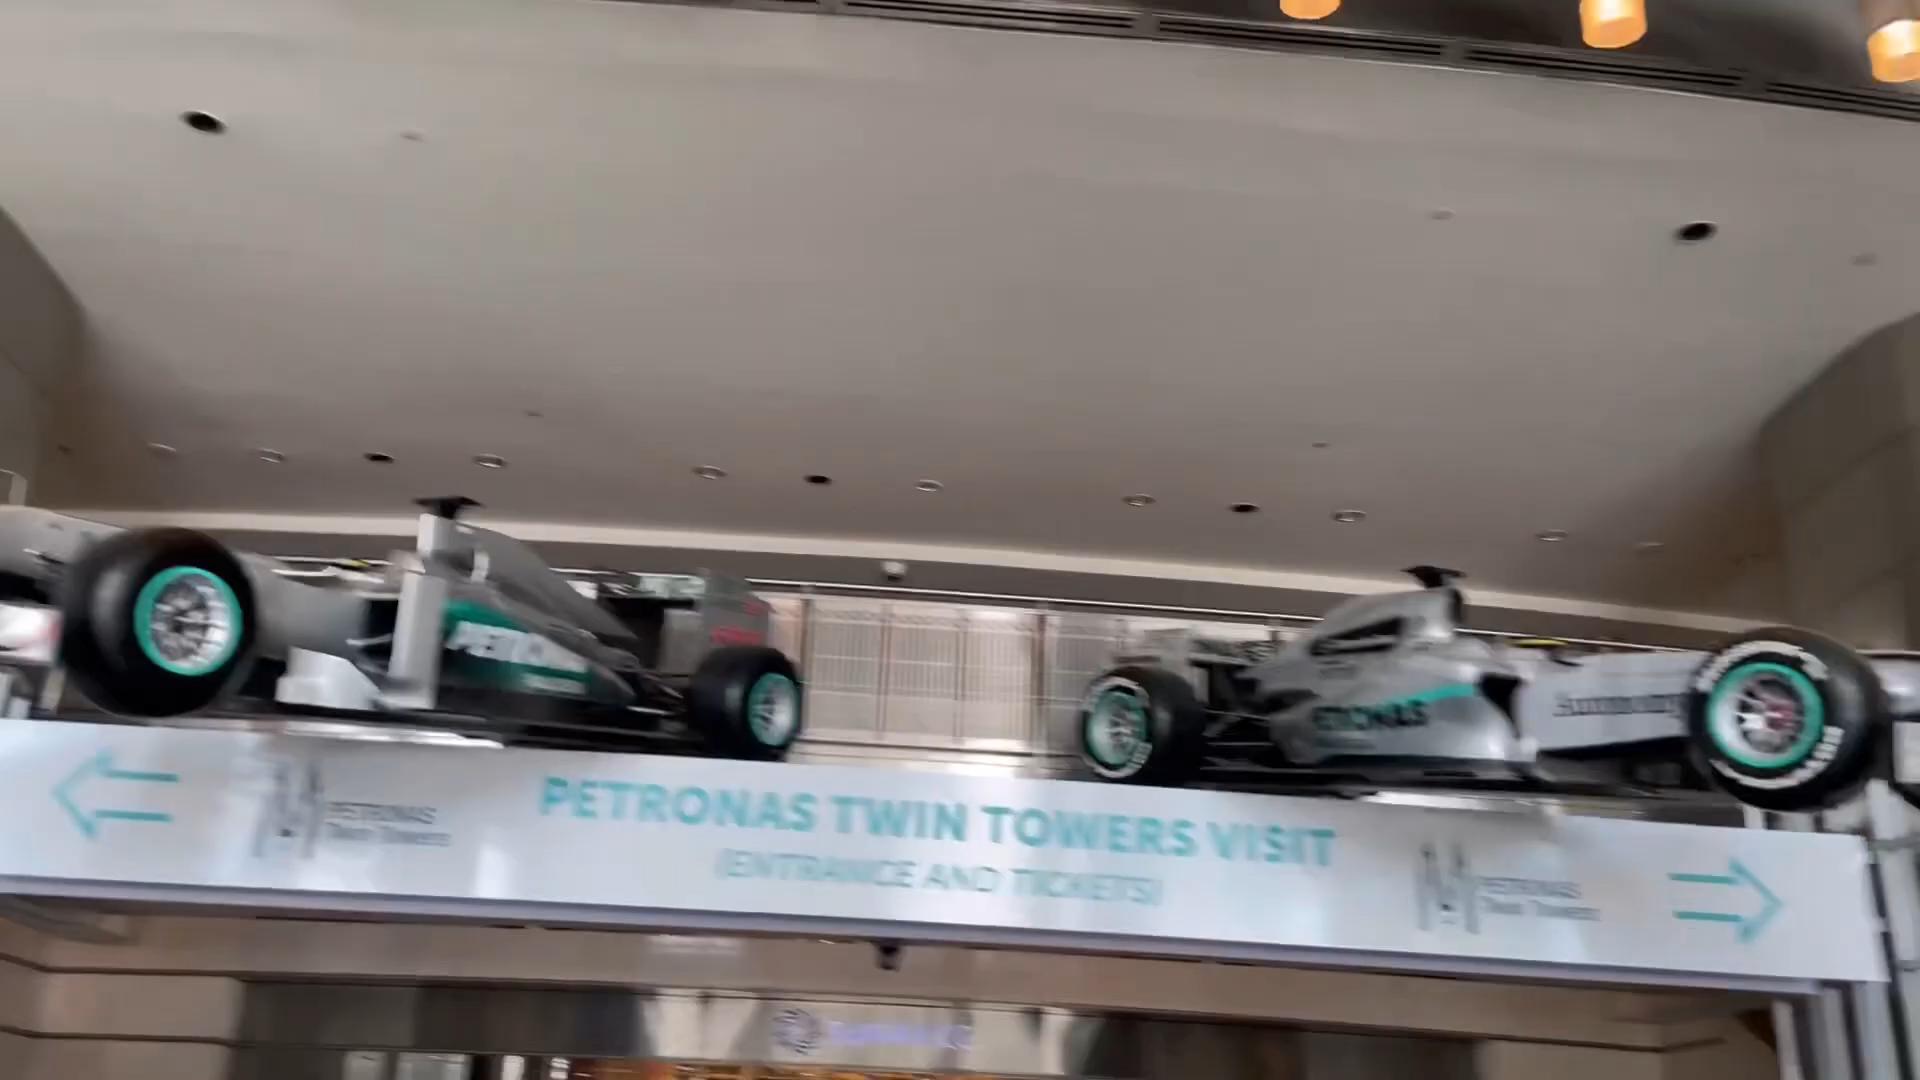 PETRONAS
PETRONAS
PETRONAS
Twin Towers
PETRONAS TWIN TOWERS VISIT
(ENTRANCE AND TICKETS)
PETRONAS
Twin Towers